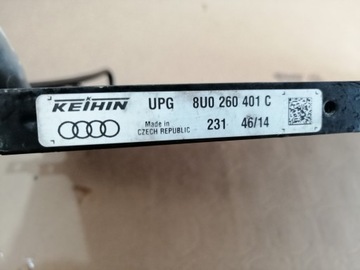 KEIHIN UPG 8U0 260 401 C
Made in
CZECH REPUBLIC 231 46/14